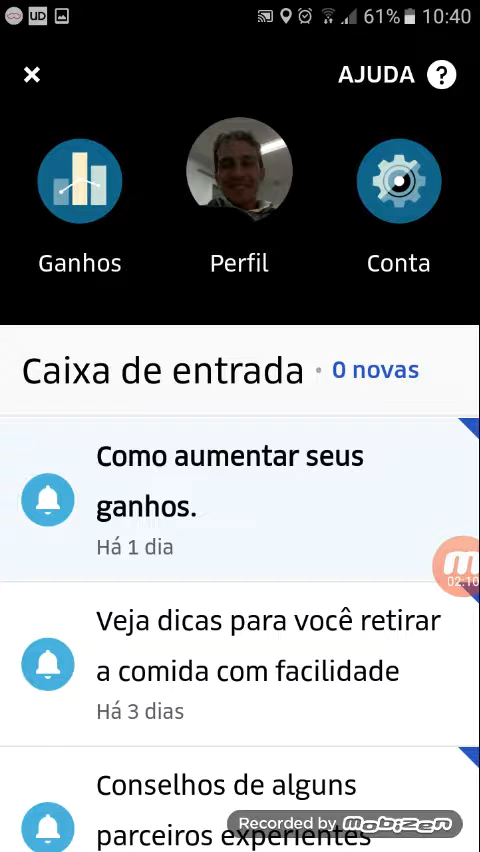 UD 61% 10:40
× AJUDA ?
Ganhos Perfil Conta
Caixa de entrada • 0 novas
Como aumentar seus
ganhos.
Há 1 dia
02:10
Veja dicas para você retirar
a comida com facilidade
Há 3 dias
Conselhos de alguns
parceiros experientes
Recorded by Mobizen